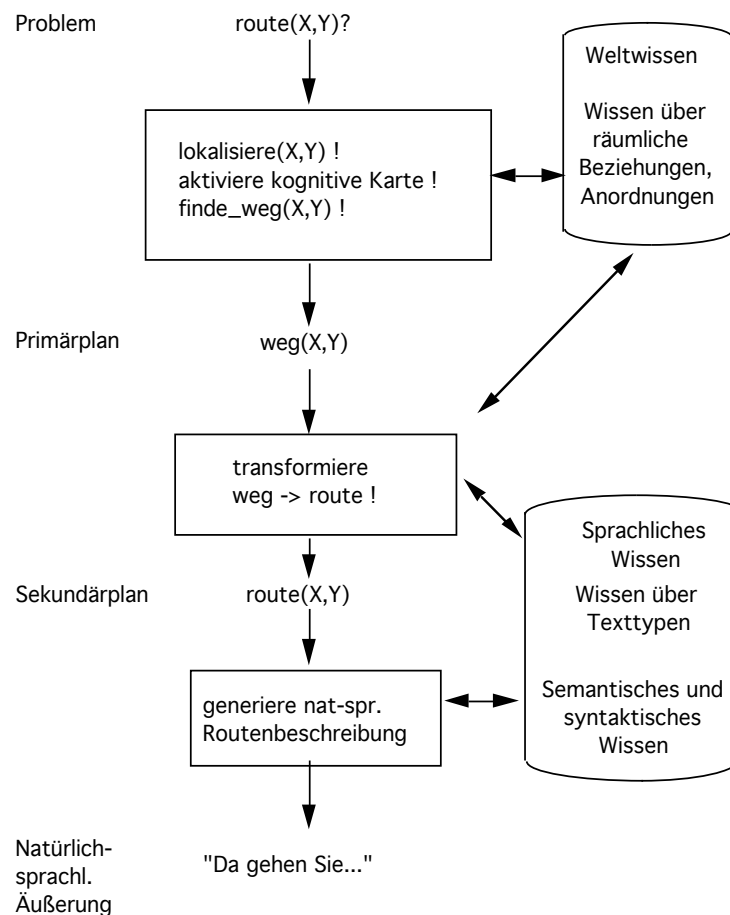 Problem
route(X,Y)?
Weltwissen
Wissen über
räumliche
Beziehungen,
Anordnungen
lokalisiere(X,Y) !
aktiviere kognitive Karte !
finde_weg(X,Y) !
Primärplan
weg(X,Y)
transformiere
weg -> route !
Sprachliches
Wissen
Wissen über
Texttypen
Semantisches und
syntaktisches
Wissen
Sekundärplan
route(X,Y)
generiere nat-spr.
Routenbeschreibung
Natürlich-
sprachl.
Äußerung
"Da gehen Sie..."